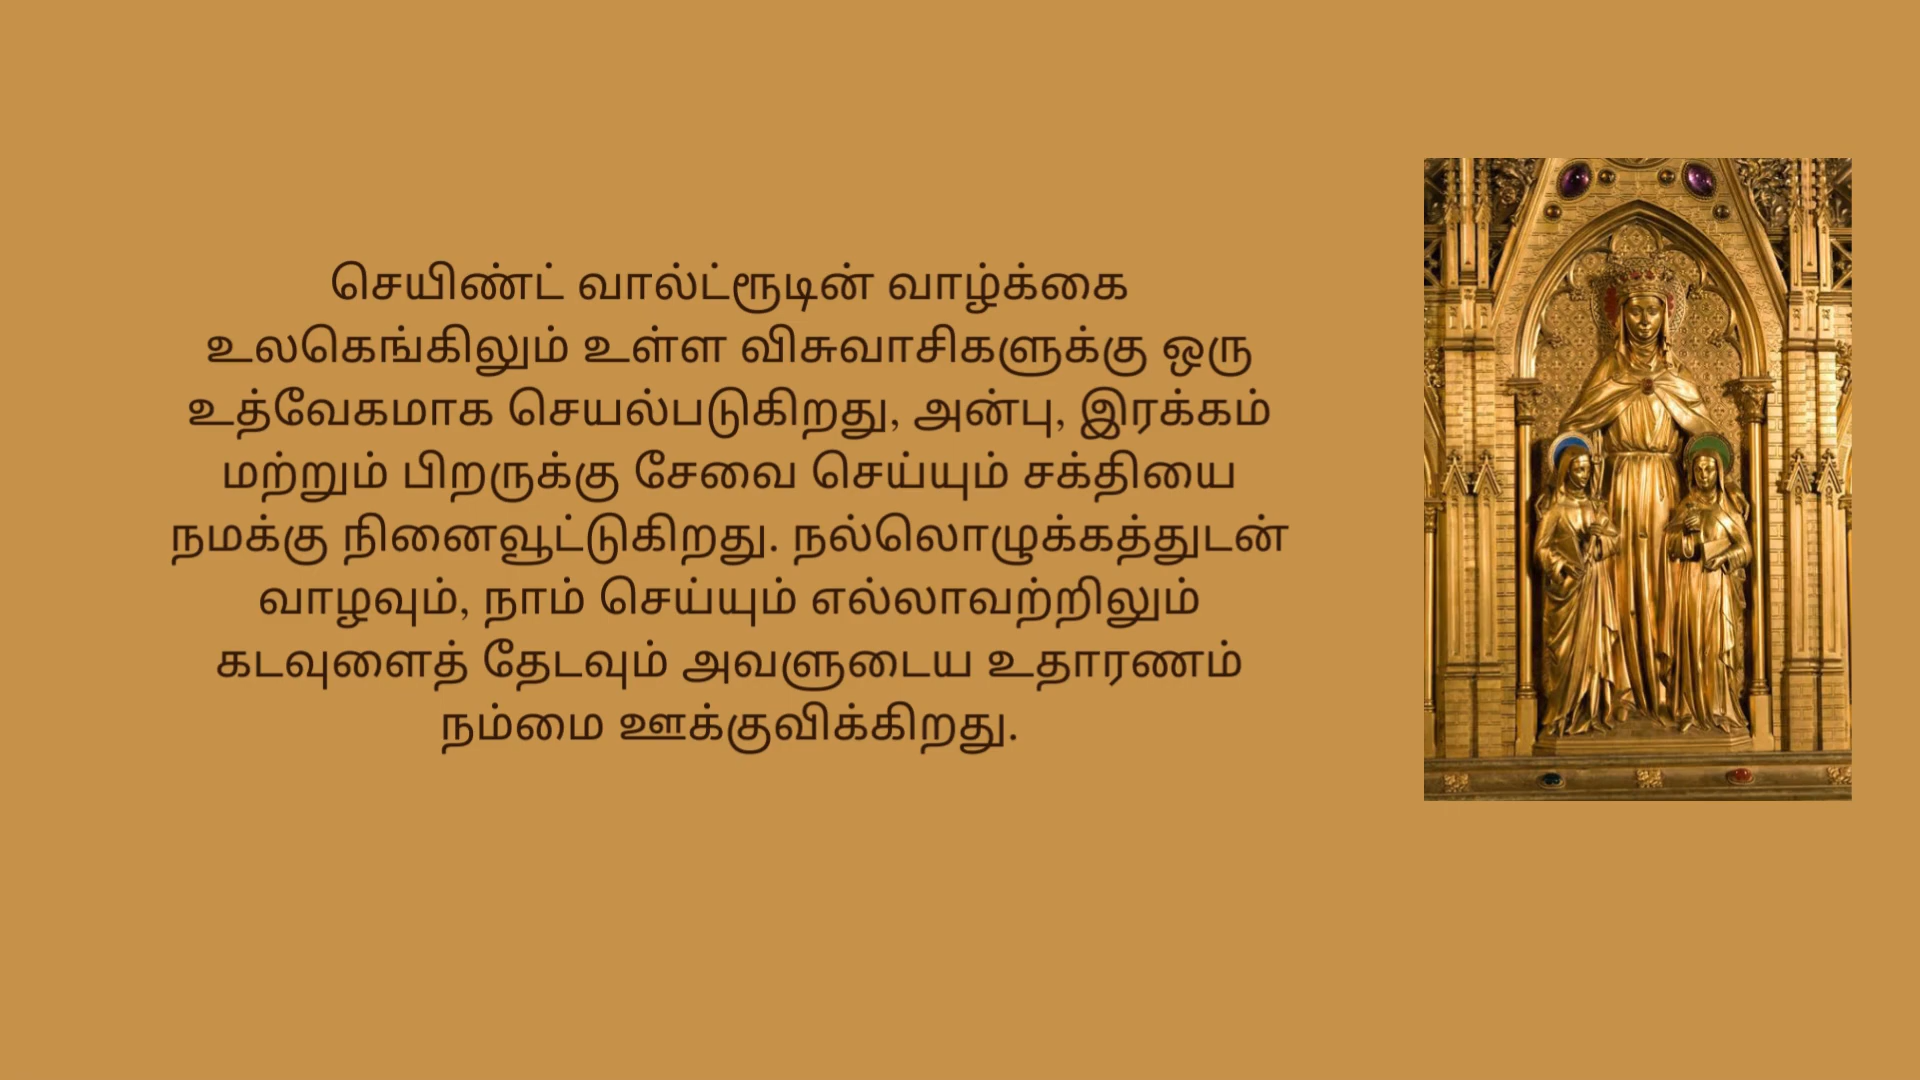 செயிண்ட் வால்ட்ரூடின் வாழ்க்கை
உலகெங்கிலும் உள்ள விசுவாசிகளுக்கு ஒரு
உத்வேகமாக செயல்படுகிறது, அன்பு, இரக்கம்
மற்றும் பிறருக்கு சேவை செய்யும் சக்தியை
நமக்கு நினைவூட்டுகிறது. நல்லொழுக்கத்துடன்
வாழவும், நாம் செய்யும் எல்லாவற்றிலும்
கடவுளைத் தேடவும் அவளுடைய உதாரணம்
நம்மை ஊக்குவிக்கிறது.